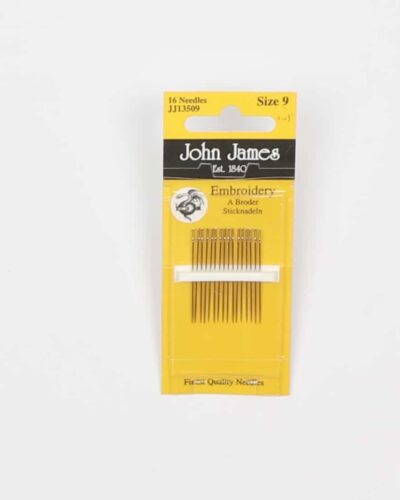 16 Needles
JJ13509
Size 9
John James
Est. 1840
Embroidery
A Broder
Sticknadeln
Finest Quality Needles